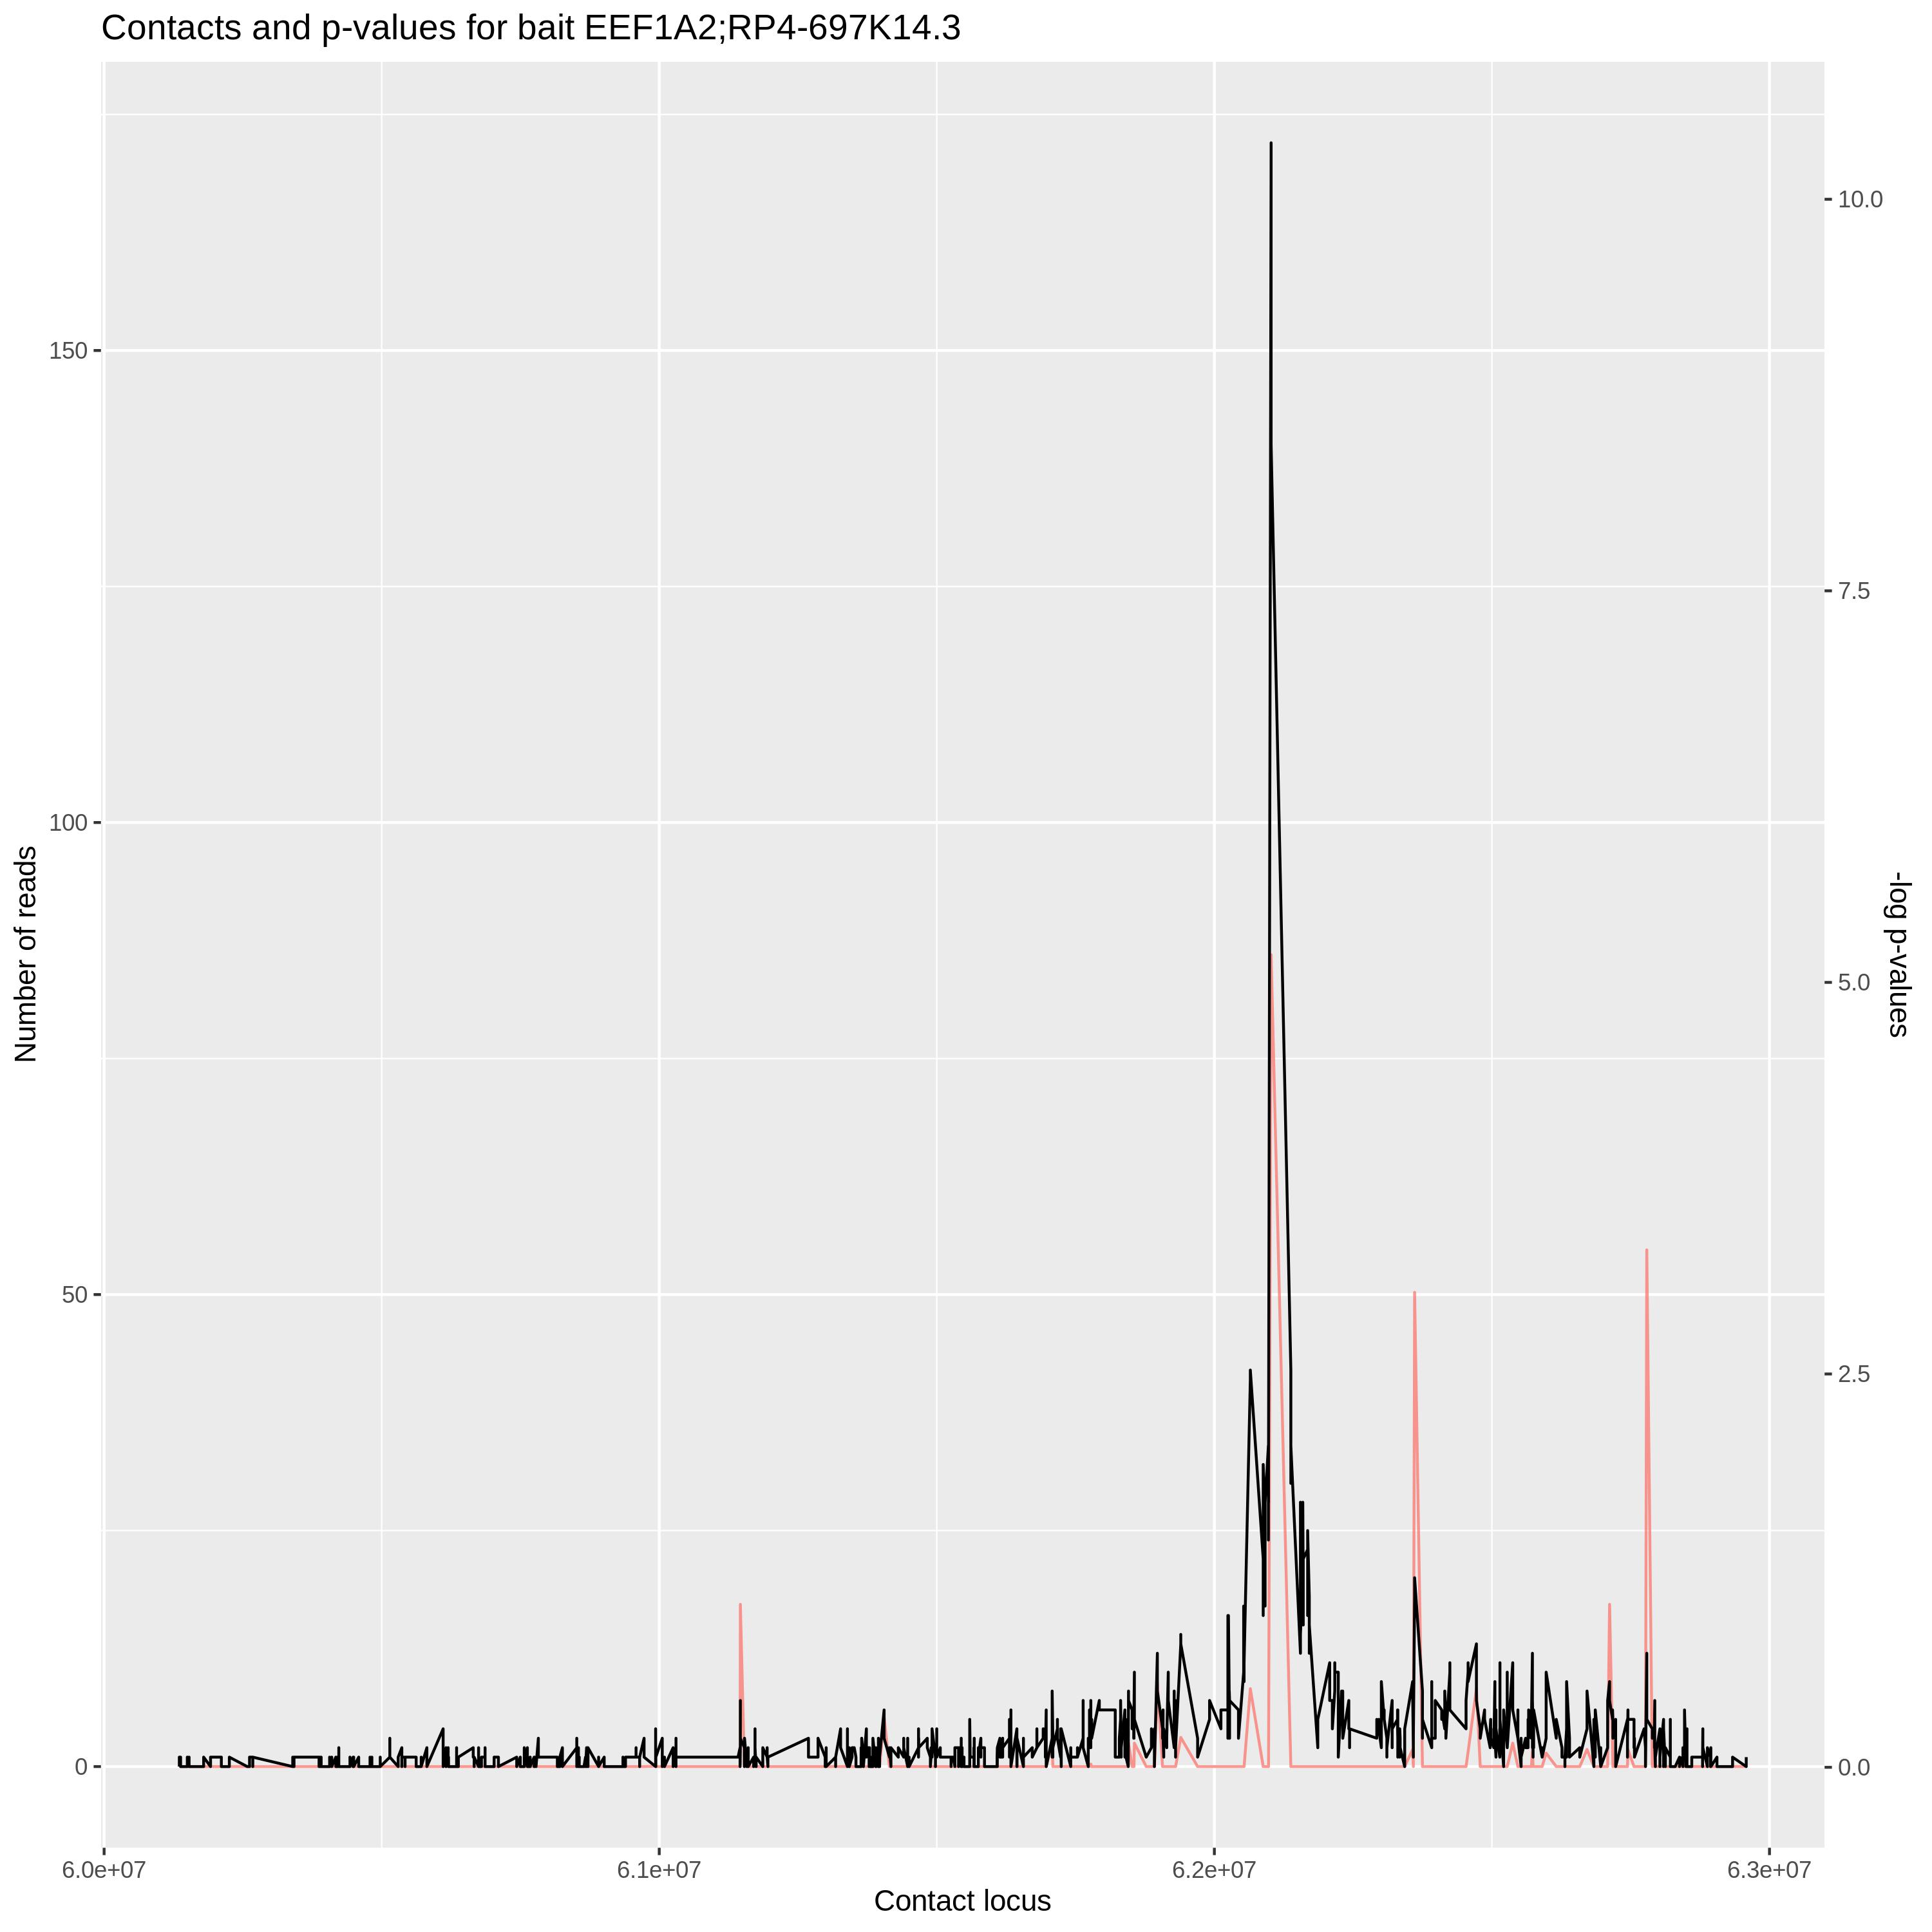 Contacts and p-values for bait EEF1A2;RP4-697K14.3
150
100
50
0
Number of reads
10.0
7.5
5.0
2.5
0.0
-log p-values
6.0e+07
6.1e+07
6.2e+07
6.3e+07
Contact locus